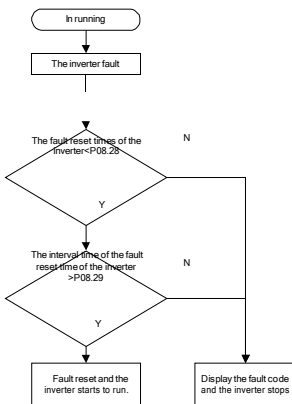 In running
The inverter fault
The fault reset times of the
inverter<P08.28
N
Y
The interval time of the fault
reset time of the inverter
>P08.29
N
Y
Fault reset and the
inverter starts to run.
Display the fault code
and the inverter stops